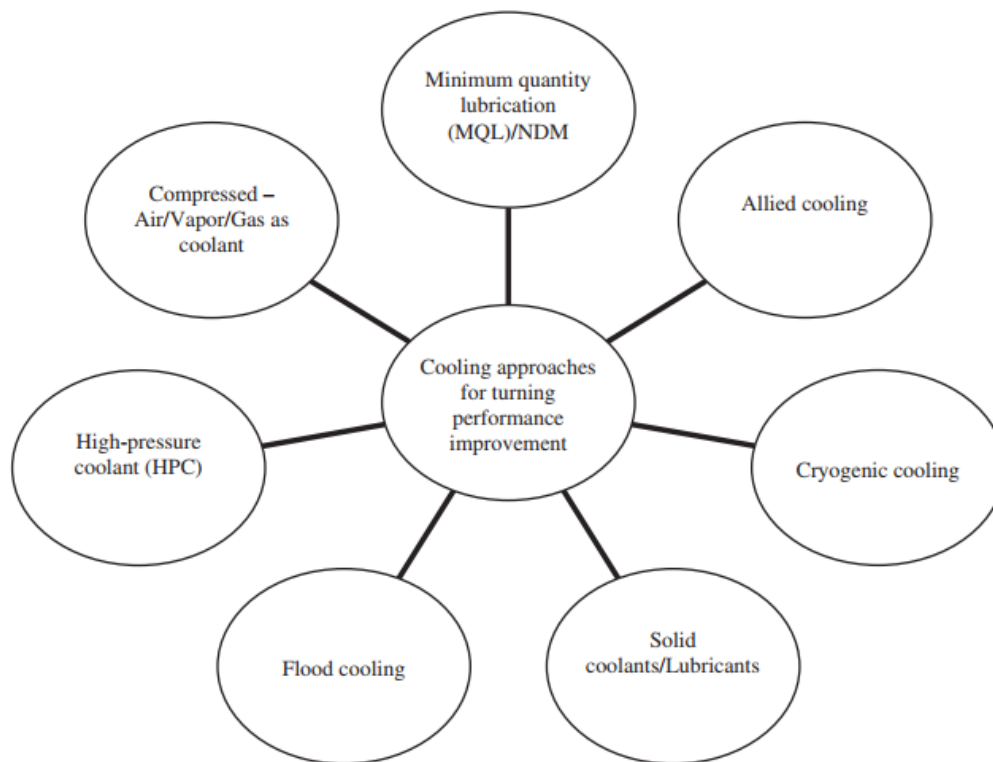 Minimum quantity
lubrication
(MQL)/NDM
Compressed –
Air/Vapor/Gas as
coolant
Allied cooling
Cooling approaches
for turning
performance
improvement
High-pressure
coolant (HPC)
Cryogenic cooling
Flood cooling
Solid
coolants/Lubricants